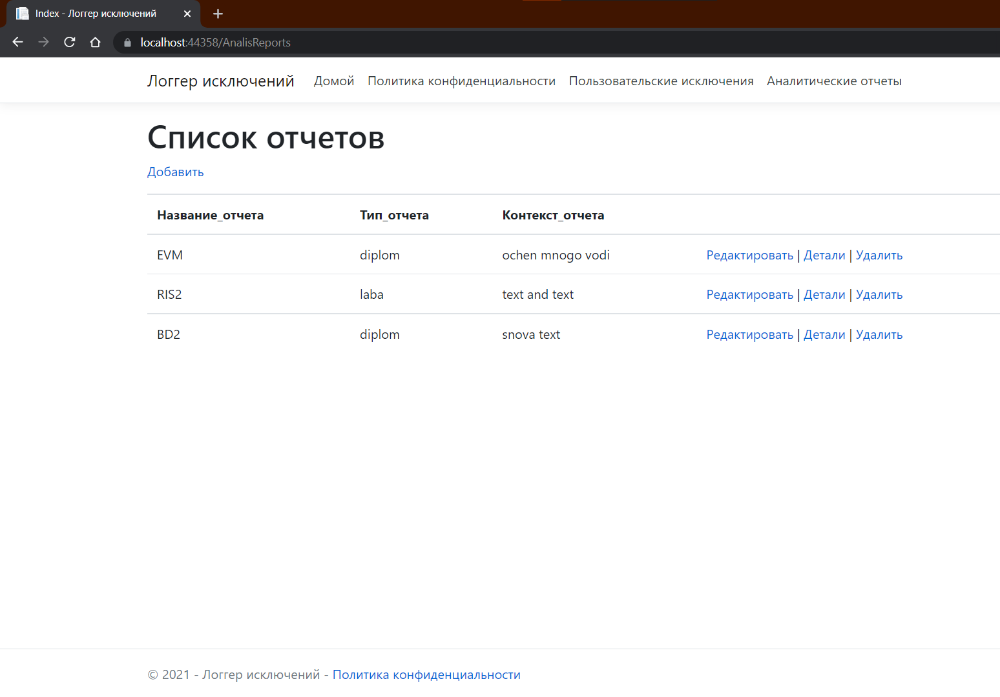 Index - Логгер исключений
localhost:44358/AnalisReports
Логгер исключений Домой Политика конфиденциальности Пользовательские исключения Аналитические отчеты
Список отчетов
Добавить
Название_отчета Тип_отчета Контекст_отчета
EVM diplom ochen mnogo vodi Редактировать | Детали | Удалить
RIS2 laba text and text Редактировать | Детали | Удалить
BD2 diplom snova text Редактировать | Детали | Удалить
© 2021 - Логгер исключений - Политика конфиденциальности